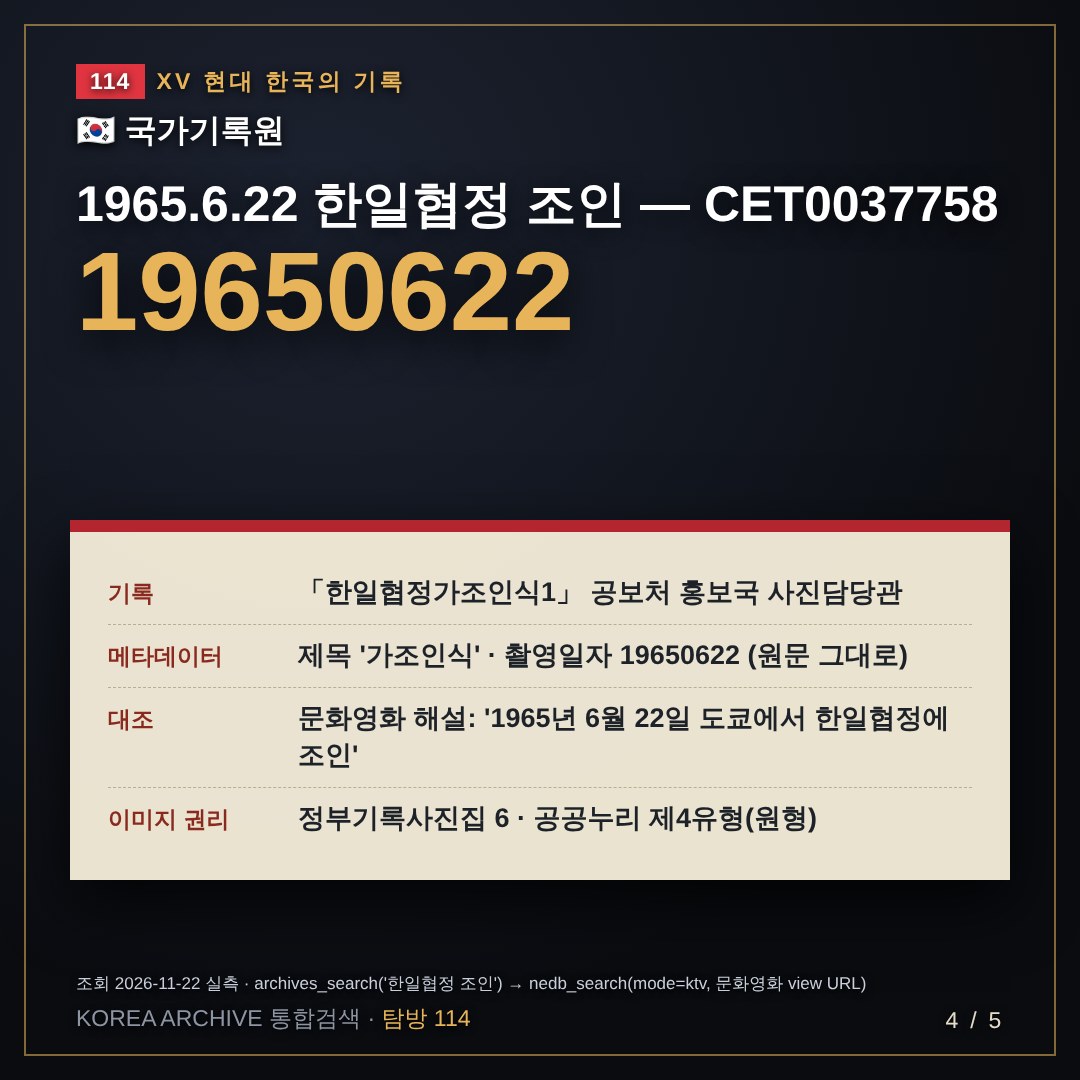 114 XV 현대 한국의 기록
🇰🇷 국가기록원
1965.6.22 한일협정 조인 — CET0037758
19650622
기록 「한일협정가조인식1」 공보처 홍보국 사진담당관
메타데이터 제목 '가조인식' · 촬영일자 19650622 (원문 그대로)
대조 문화영화 해설: '1965년 6월 22일 도쿄에서 한일협정에
조인'
이미지 권리 정부기록사진집 6 · 공공누리 제4유형(원형)
조회 2026-11-22 실측 · archives_search('한일협정 조인') → nedb_search(mode=ktv, 문화영화 view URL)
KOREA ARCHIVE 통합검색 · 탐방 114
4 / 5